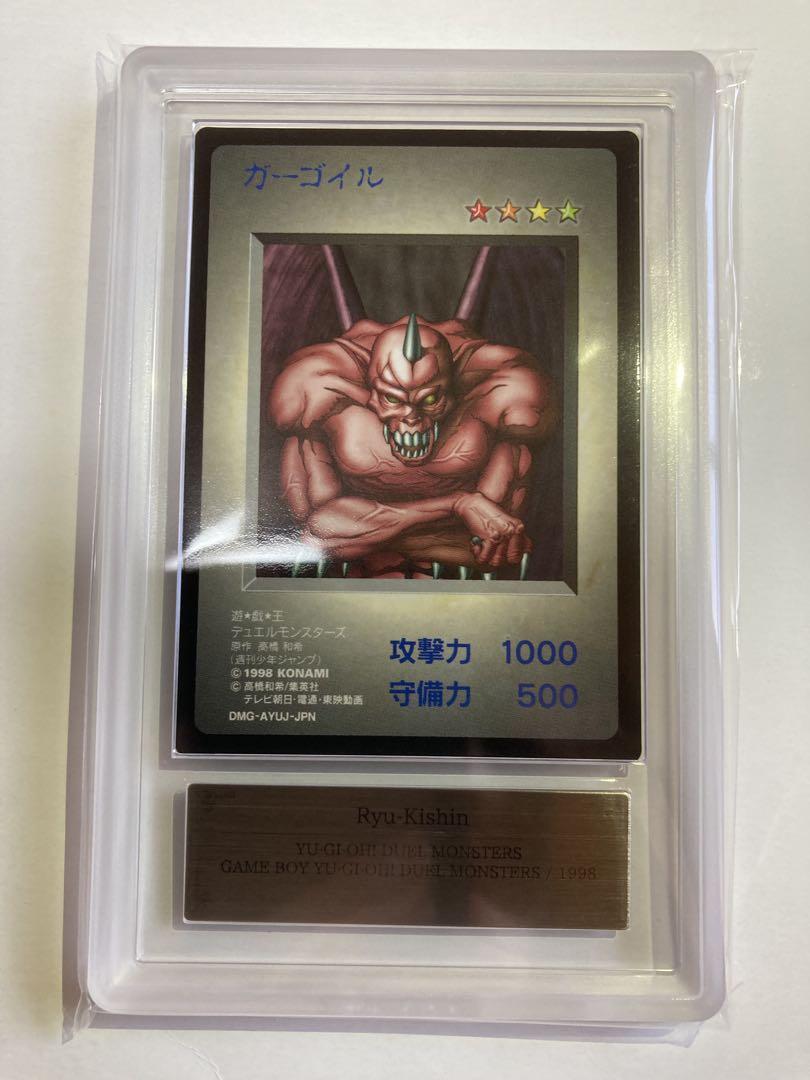 ガーゴイル
遊★戯★王
デュエルモンスターズ
原作 高橋 和希
(週刊少年ジャンプ)
©1998 KONAMI
© 高橋和希/集英社
テレビ朝日・電通・東映動画
DMG-AYUJ-JPN
攻撃力 1000
守備力 500
Ryu-Kishin
YU-GI-OH! DUEL MONSTERS
GAME BOY YU-GI-OH! DUEL MONSTERS / 1998